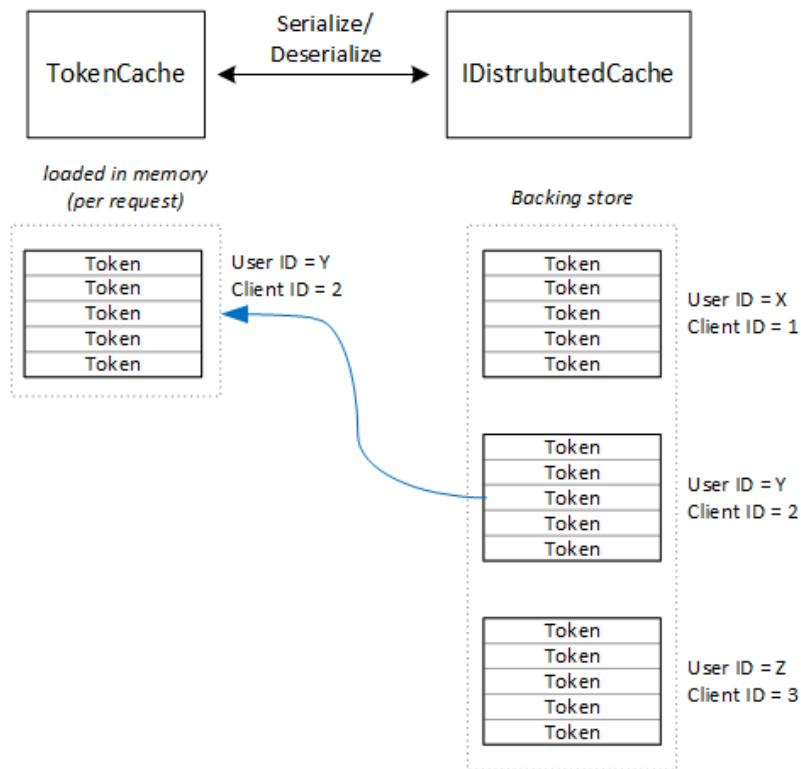 Serialize/
Deserialize
TokenCache
IDistrubutedCache
loaded in memory
(per request)
Backing store
Token
Token
Token
Token
Token
User ID = Y
Client ID = 2
Token
Token
Token
Token
Token
User ID = X
Client ID = 1
Token
Token
Token
Token
Token
User ID = Y
Client ID = 2
Token
Token
Token
Token
Token
User ID = Z
Client ID = 3